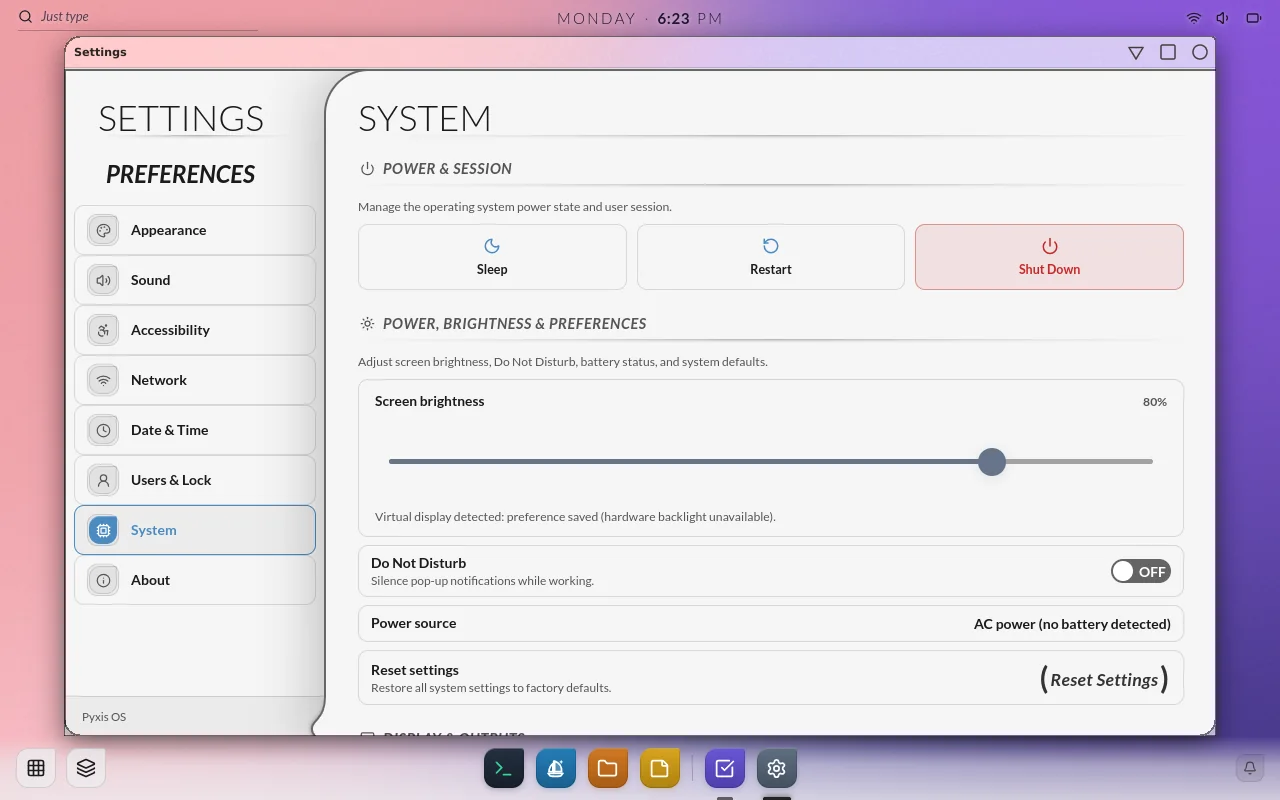 Just type
MONDAY · 6:23 PM
Settings
SETTINGS
PREFERENCES
Appearance
Sound
Accessibility
Network
Date & Time
Users & Lock
System
About
Pyxis OS
SYSTEM
POWER & SESSION
Manage the operating system power state and user session.
Sleep
Restart
Shut Down
POWER, BRIGHTNESS & PREFERENCES
Adjust screen brightness, Do Not Disturb, battery status, and system defaults.
Screen brightness
80%
Virtual display detected: preference saved (hardware backlight unavailable).
Do Not Disturb
Silence pop-up notifications while working.
OFF
Power source
AC power (no battery detected)
Reset settings
Restore all system settings to factory defaults.
(Reset Settings)
DISPLAY & OUTPUTS